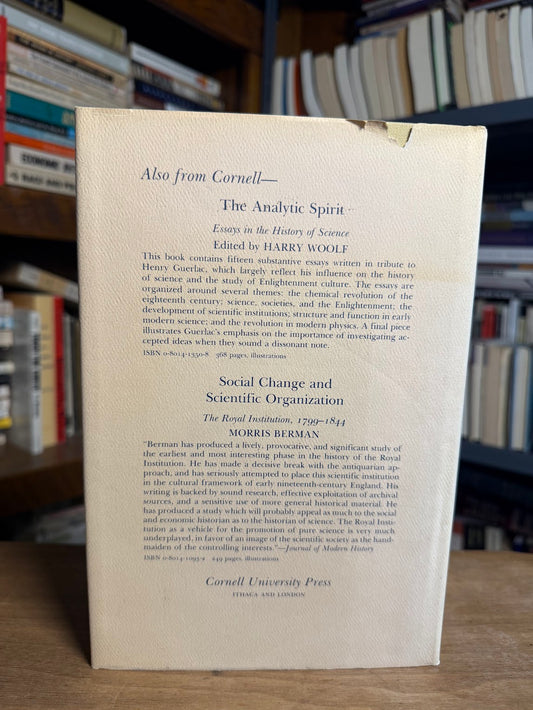 Also from Cornell—
The Analytic Spirit
Essays in the History of Science
Edited by HARRY WOOLF
This book contains fifteen substantive essays written in tribute to
Henry Guerlac, which largely reflect his influence on the history
of science and the study of Enlightenment culture. The essays are
organized around several themes: the chemical revolution of the
eighteenth century; science, societies, and the Enlightenment; the
development of scientific institutions; structure and function in early
modern science; and the revolution in modern physics. A final piece
illustrates Guerlac's emphasis on the importance of investigating ac-
cepted ideas when they sound a dissonant note.
ISBN 0-8014-1350-8 368 pages, illustrations
Social Change and
Scientific Organization
The Royal Institution, 1799–1844
MORRIS BERMAN
"Berman has produced a lively, provocative, and significant study of
the earliest and most interesting phase in the history of the Royal
Institution. He has made a decisive break with the antiquarian ap-
proach, and has seriously attempted to place this scientific institution
in the cultural framework of early nineteenth-century England. His
writing is backed by sound research, effective exploitation of archival
sources, and a sensitive use of more general historical material. He
has produced a study which will probably appeal as much to the social
and economic historian as to the historian of science. The Royal Insti-
tution as a vehicle for the promotion of pure science is very much
underplayed, in favor of an image of the scientific society as the hand-
maiden of the controlling interests."—Journal of Modern History
ISBN 0-8014-1093-2 249 pages, illustrations
Cornell University Press
ITHACA AND LONDON